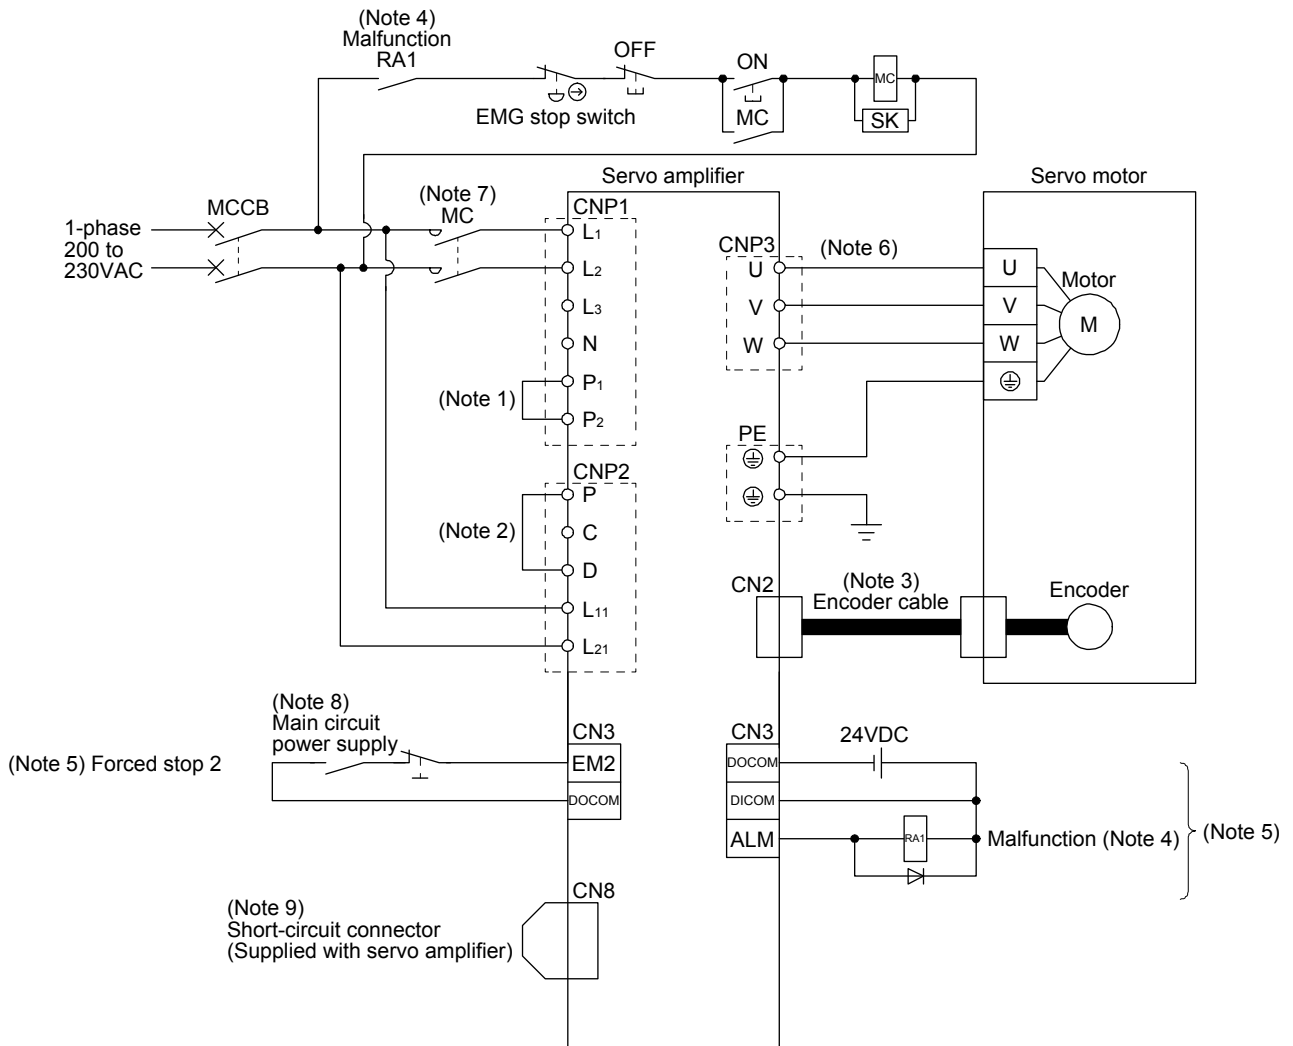 (Note 4)
Malfunction
RA1
OFF
ON
MC
EMG stop switch
MC
SK
Servo amplifier
Servo motor
(Note 7)
MC
MCCB
CNP1
1-phase
200 to
230VAC
L1
L2
L3
N
P1
P2
(Note 1)
CNP3
U
V
W
(Note 6)
U
V
W
Motor
M
PE
CNP2
P
C
D
L11
L21
(Note 2)
CN2
(Note 3)
Encoder cable
Encoder
(Note 8)
Main circuit
power supply
(Note 5) Forced stop 2
CN3
EM2
DOCOM
CN3
DOCOM
DICOM
ALM
24VDC
RA1
Malfunction (Note 4)
(Note 5)
CN8
(Note 9)
Short-circuit connector
(Supplied with servo amplifier)